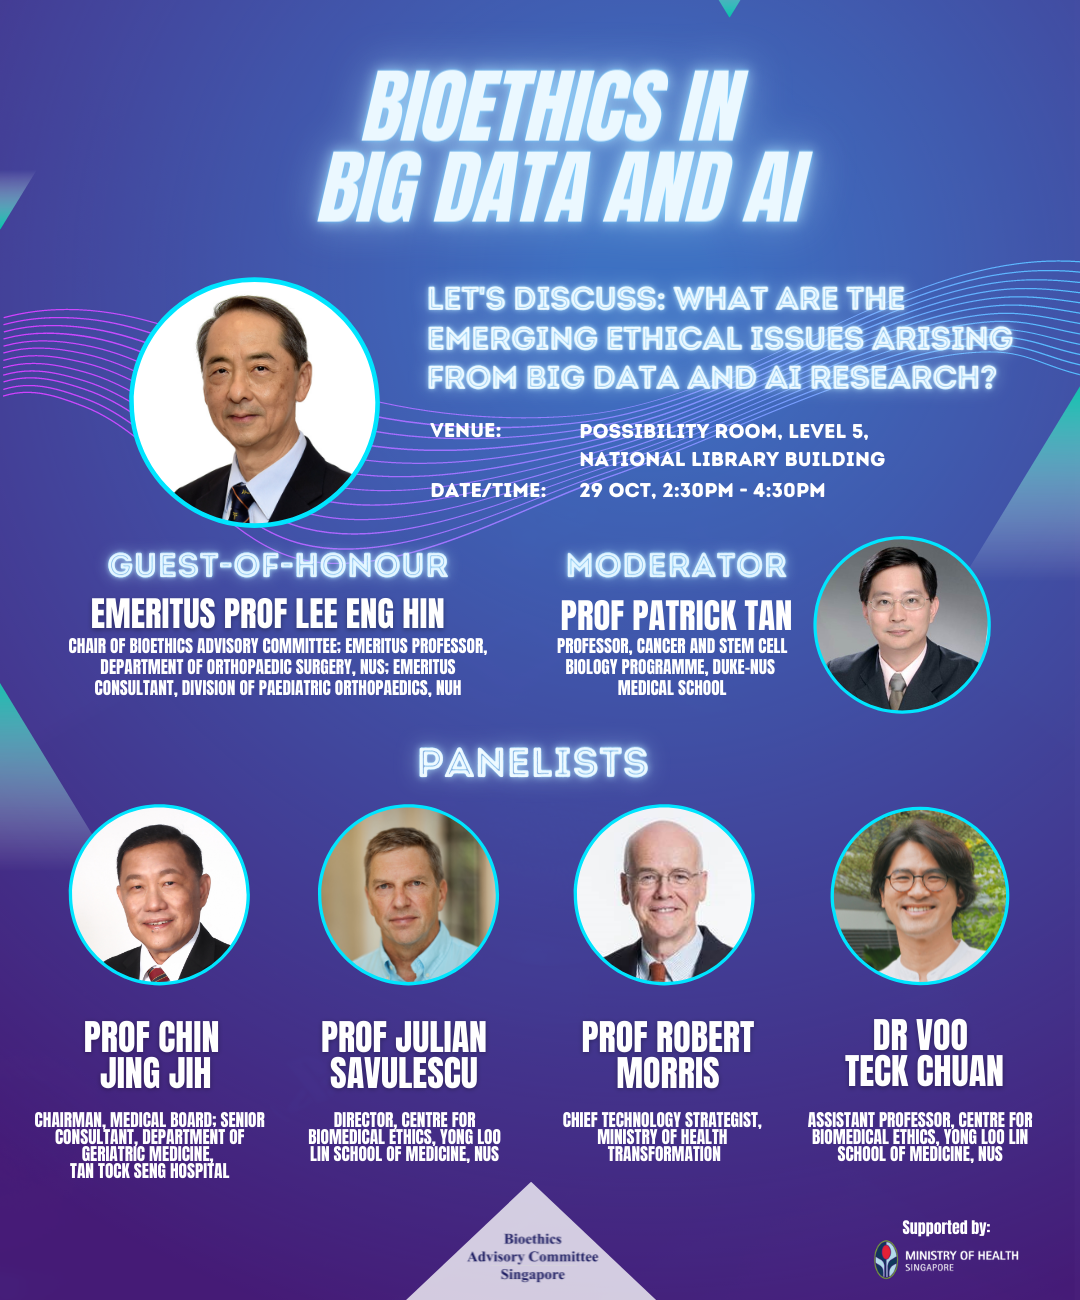 BIOETHICS IN
BIG DATA AND AI
LET'S DISCUSS: WHAT ARE THE
EMERGING ETHICAL ISSUES ARISING
FROM BIG DATA AND AI RESEARCH?
VENUE: POSSIBILITY ROOM, LEVEL 5,
NATIONAL LIBRARY BUILDING
DATE/TIME: 29 OCT, 2:30PM - 4:30PM
GUEST-OF-HONOUR
EMERITUS PROF LEE ENG HIN
CHAIR OF BIOETHICS ADVISORY COMMITTEE; EMERITUS PROFESSOR,
DEPARTMENT OF ORTHOPAEDIC SURGERY, NUS; EMERITUS
CONSULTANT, DIVISION OF PAEDIATRIC ORTHOPAEDICS, NUH
MODERATOR
PROF PATRICK TAN
PROFESSOR, CANCER AND STEM CELL
BIOLOGY PROGRAMME, DUKE-NUS
MEDICAL SCHOOL
PANELISTS
PROF CHIN
JING JIH
CHAIRMAN, MEDICAL BOARD; SENIOR
CONSULTANT, DEPARTMENT OF
GERIATRIC MEDICINE,
TAN TOCK SENG HOSPITAL
PROF JULIAN
SAVULESCU
DIRECTOR, CENTRE FOR
BIOMEDICAL ETHICS, YONG LOO
LIN SCHOOL OF MEDICINE, NUS
PROF ROBERT
MORRIS
CHIEF TECHNOLOGY STRATEGIST,
MINISTRY OF HEALTH
TRANSFORMATION
DR VOO
TECK CHUAN
ASSISTANT PROFESSOR, CENTRE FOR
BIOMEDICAL ETHICS, YONG LOO LIN
SCHOOL OF MEDICINE, NUS
Bioethics
Advisory Committee
Singapore
Supported by:
MINISTRY OF HEALTH
SINGAPORE